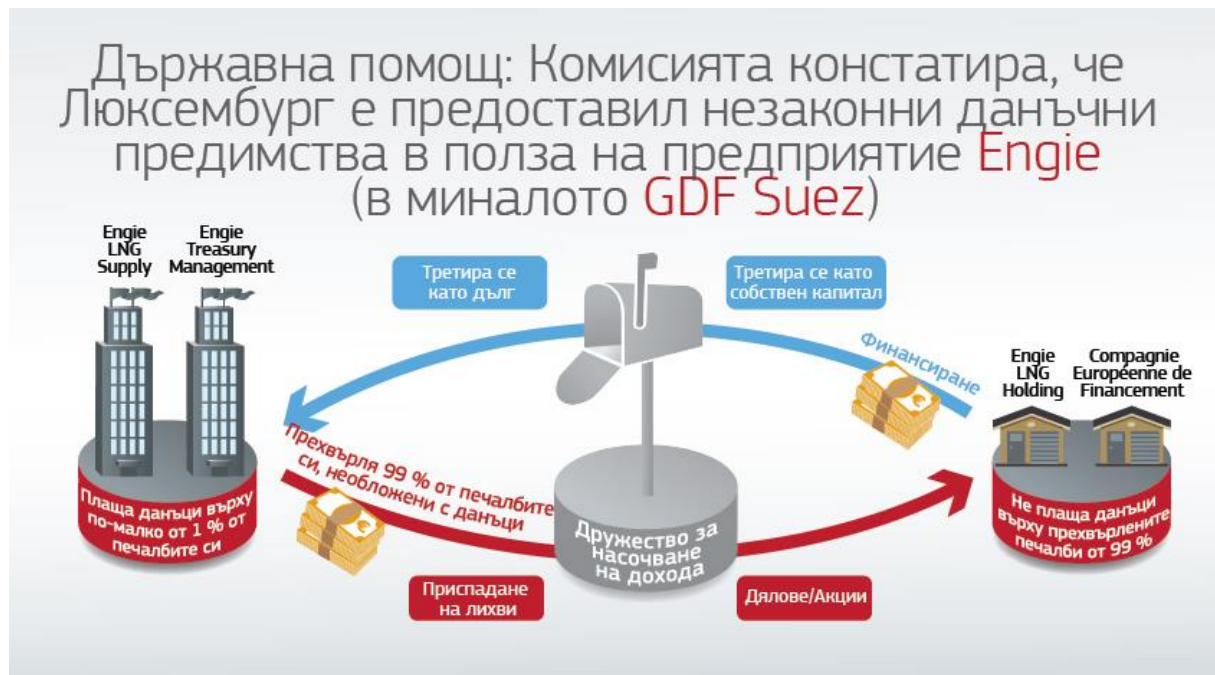 Държавна помощ: Комисията констатира, че
Люксембург е предоставил незаконни данъчни
предимства в полза на предприятие Engie
(в миналото GDF Suez)
Engie
LNG
Supply
Engie
Treasury
Management
Третира се
като дълг
Третира се като
собствен капитал
Финансиране
Engie
LNG
Holding
Compagnie
Européenne de
Financement
Прехвърля 99 % от печалбите
си, необложени с данъци
Плаща данъци върху
по-малко от 1 % от
печалбите си
Дружество за
насочване
на дохода
Не плаща данъци
върху прехвърлените
печалби от 99 %
Приспадане
на лихви
Дялове/Акции